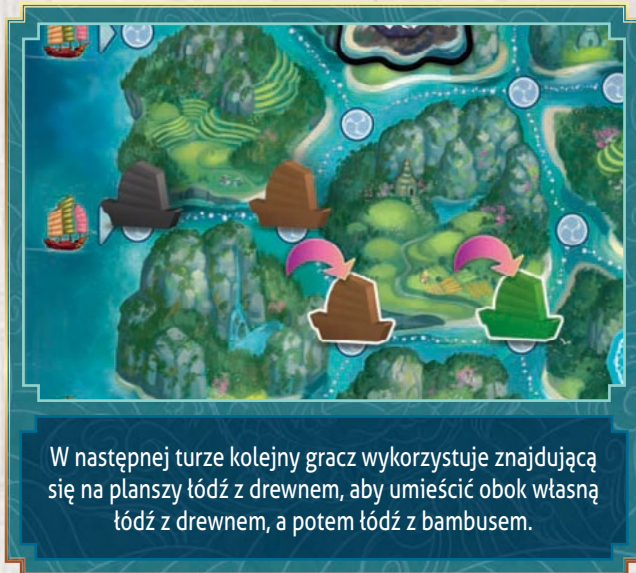 W następnej turze kolejny gracz wykorzystuje znajdującą
się na planszy łódź z drewnem, aby umieścić obok własną
łódź z drewnem, a potem łódź z bambusem.